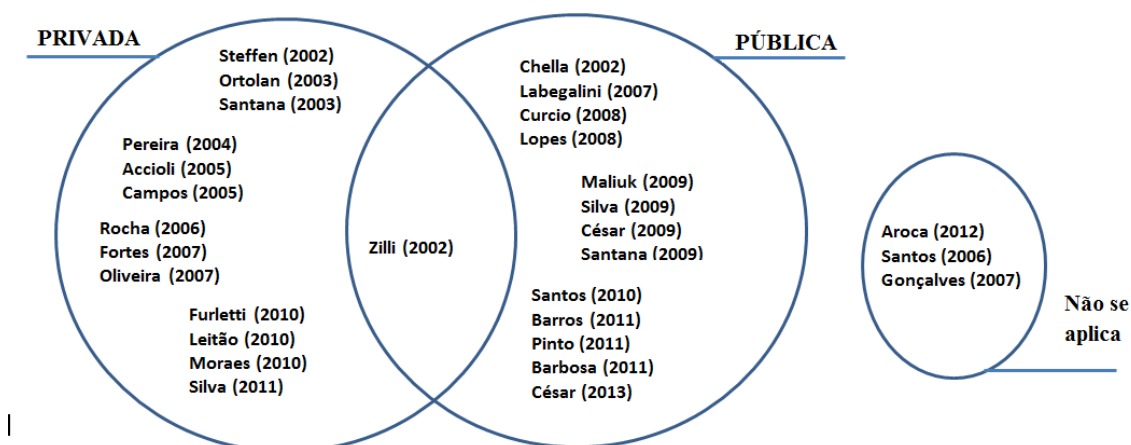 PRIVADA
Steffen (2002)
Ortolan (2003)
Santana (2003)
Pereira (2004)
Accioli (2005)
Campos (2005)
Rocha (2006)
Fortes (2007)
Oliveira (2007)
Furletti (2010)
Leitão (2010)
Moraes (2010)
Silva (2011)
Zilli (2002)
PÚBLICA
Chella (2002)
Labegalini (2007)
Curcio (2008)
Lopes (2008)
Maliuk (2009)
Silva (2009)
César (2009)
Santana (2009)
Santos (2010)
Barros (2011)
Pinto (2011)
Barbosa (2011)
César (2013)
Aroca (2012)
Santos (2006)
Gonçalves (2007)
Não se
aplica